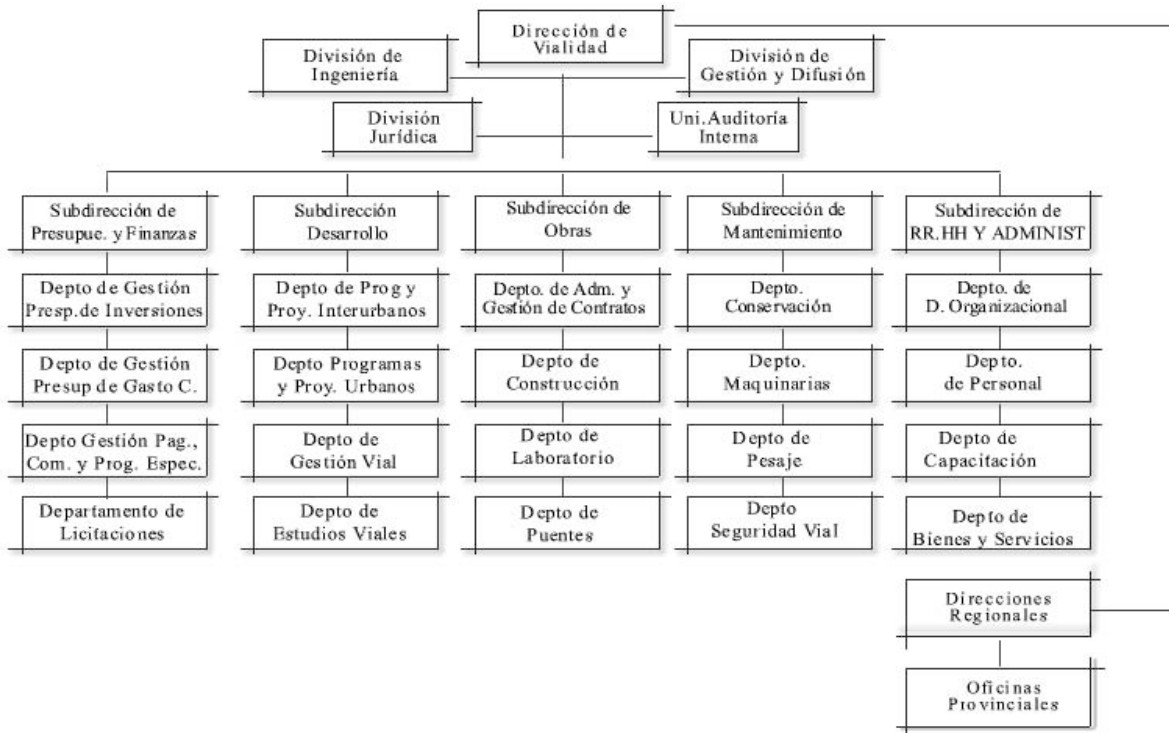 Dirección de
Vialidad
División de
Ingeniería
División de
Gestión y Difusión
División
Jurídica
Uni.Auditoría
Interna
Subdirección de
Presupue. y Finanzas
Subdirección
Desarrollo
Subdirección de
Obras
Subdirección de
Mantenimiento
Subdirección de
RR.HH Y ADMINIST
Depto de Gestión
Presp.de Inversiones
Depto de Prog y
Proy. Interurbanos
Depto. de Adm. y
Gestión de Contratos
Depto.
Conservación
Depto. de
D. Organizacional
Depto de Gestión
Presup de Gasto C.
Depto Programas
y Proy. Urbanos
Depto de
Construcción
Depto.
Maquinarias
Depto.
de Personal
Depto Gestión Pag.,
Com. y Prog. Espec.
Depto de
Gestión Vial
Depto de
Laboratorio
Depto de
Pesaje
Depto de
Capacitación
Departamento de
Licitaciones
Depto de
Estudios Viales
Depto de
Puentes
Depto
Seguridad Vial
Depto de
Bienes y Servicios
Direcciones
Regionales
Oficinas
Provinciales